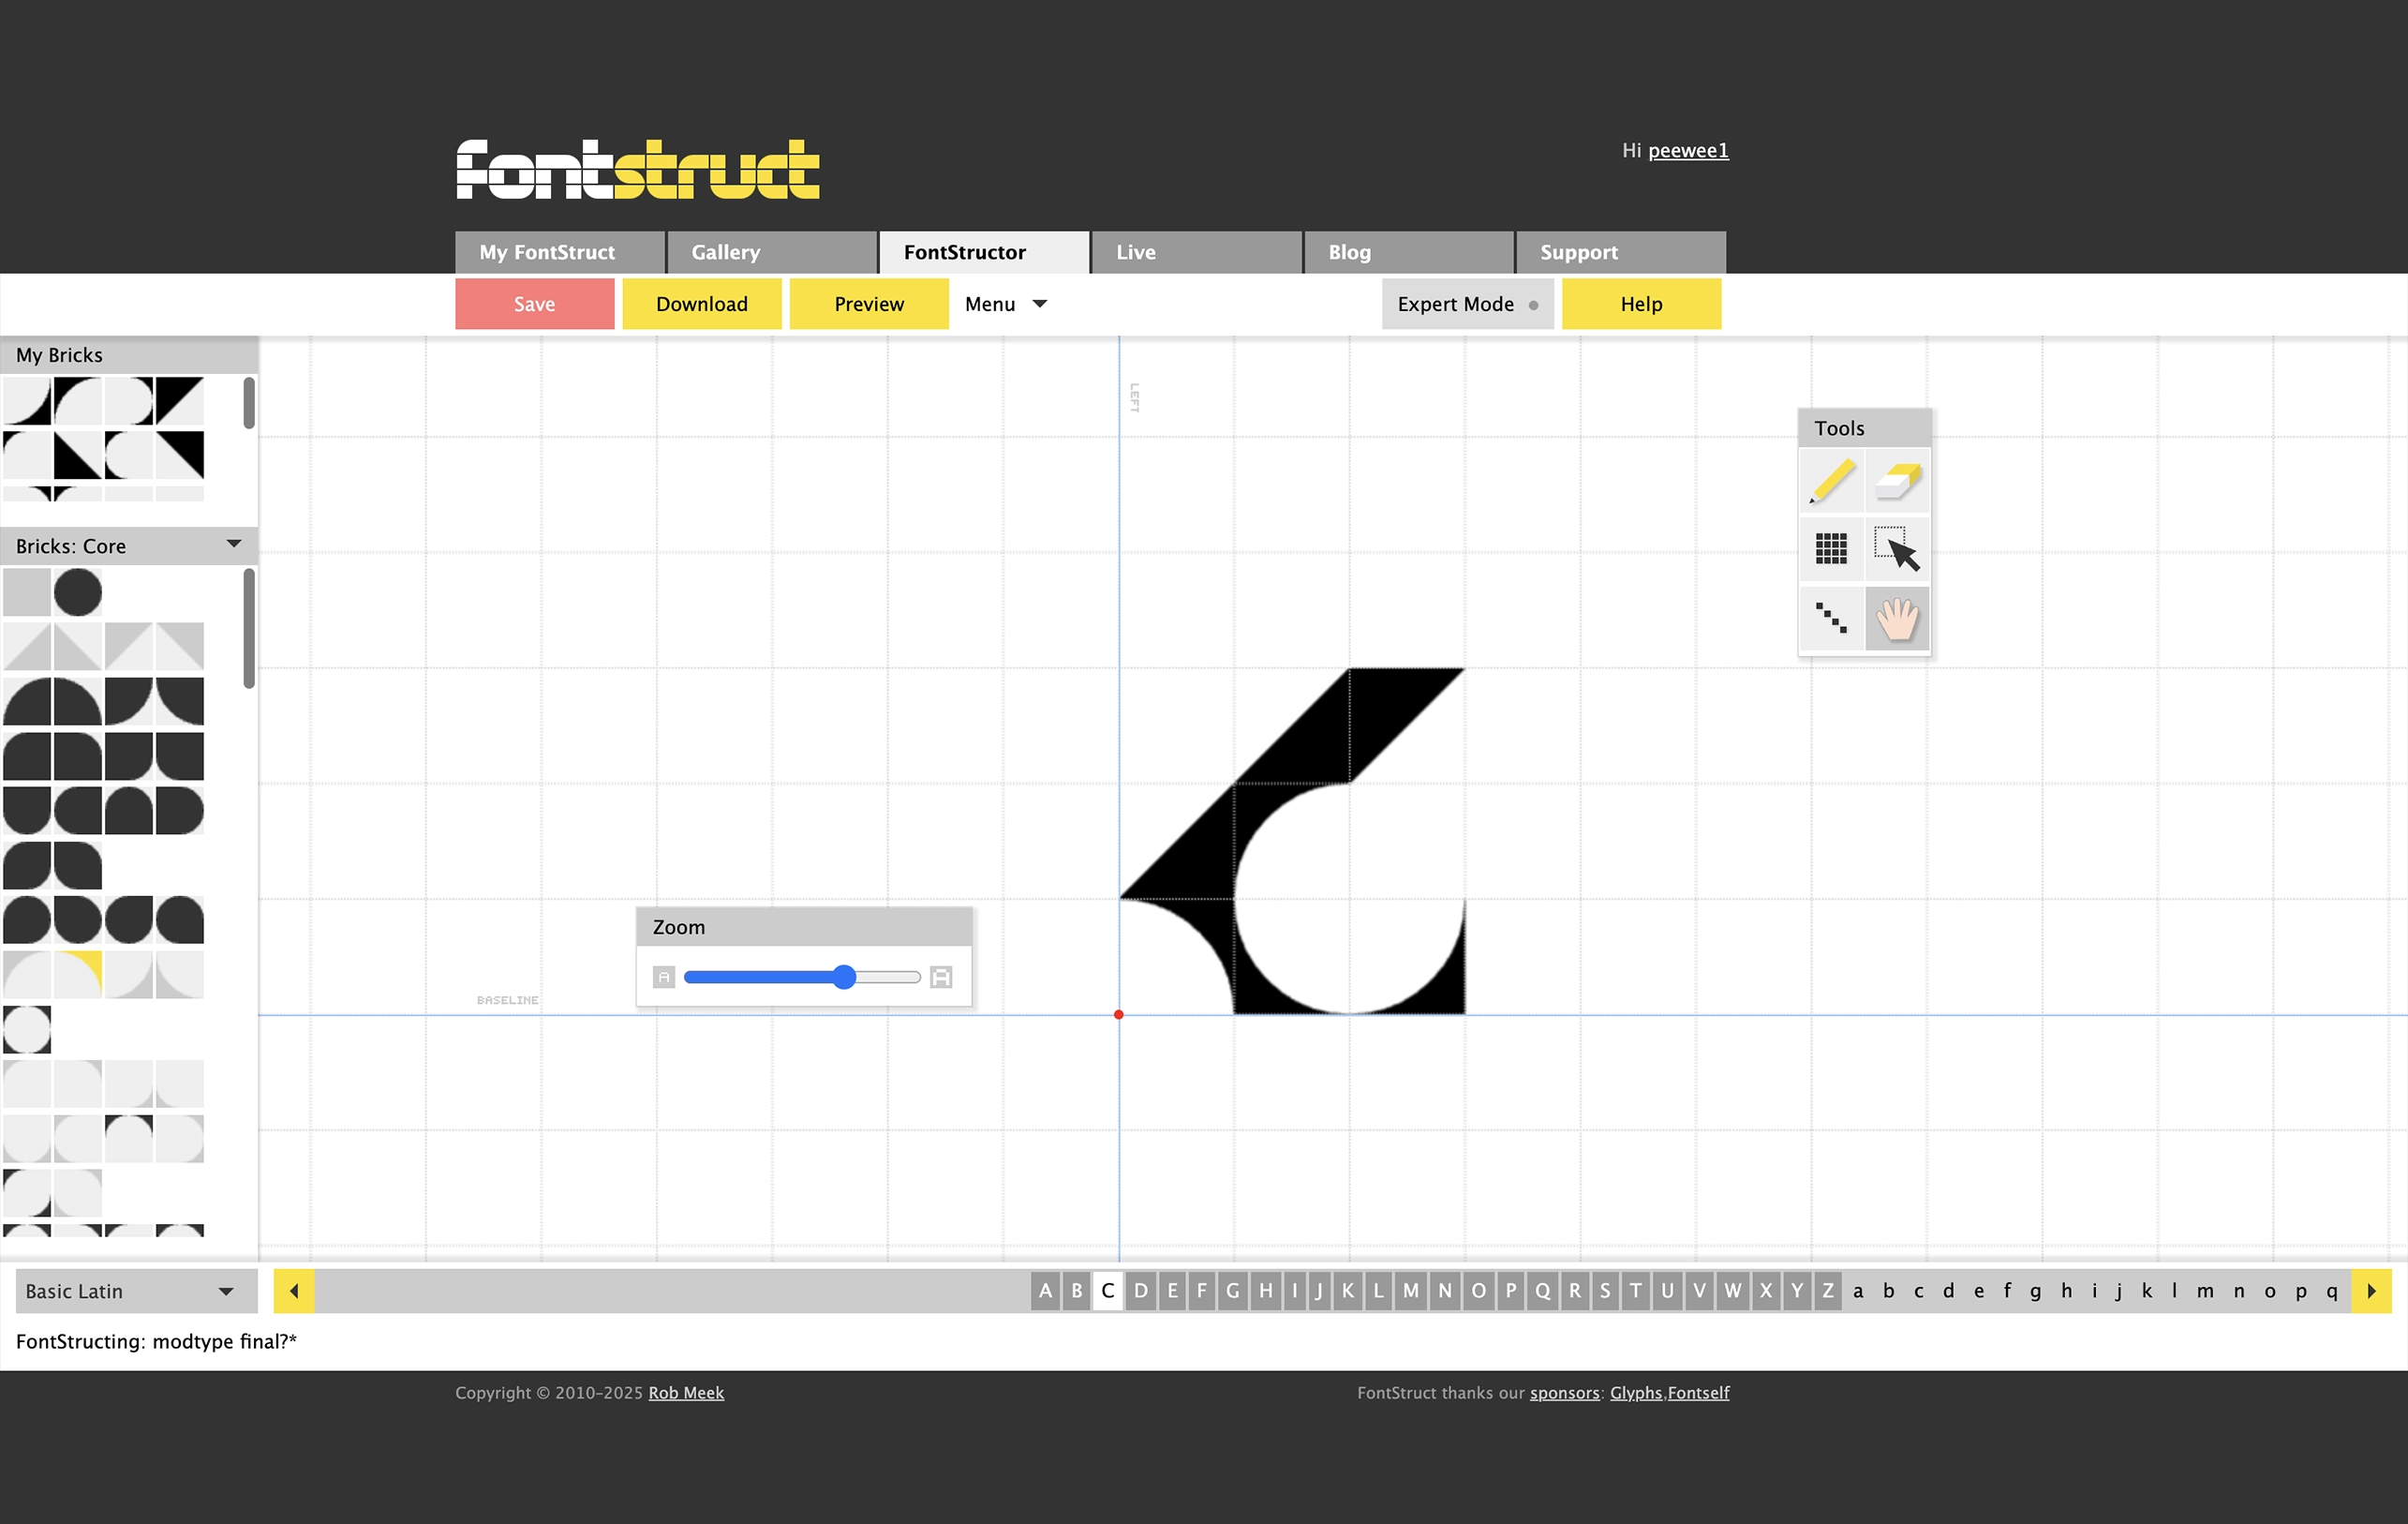 fontstruct
Hi peewee1
My FontStruct
Gallery
FontStructor
Live
Blog
Support
Save
Download
Preview
Menu
Expert Mode
Help
My Bricks
LEFT
Tools
Bricks: Core
Zoom
A A
BASELINE
Basic Latin
A B C D E F G H I J K L M N O P Q R S T U V W X Y Z a b c d e f g h i j k l m n o p q
FontStructing: modtype final?*
Copyright © 2010-2025 Rob Meek
FontStruct thanks our sponsors: Glyphs,Fontself